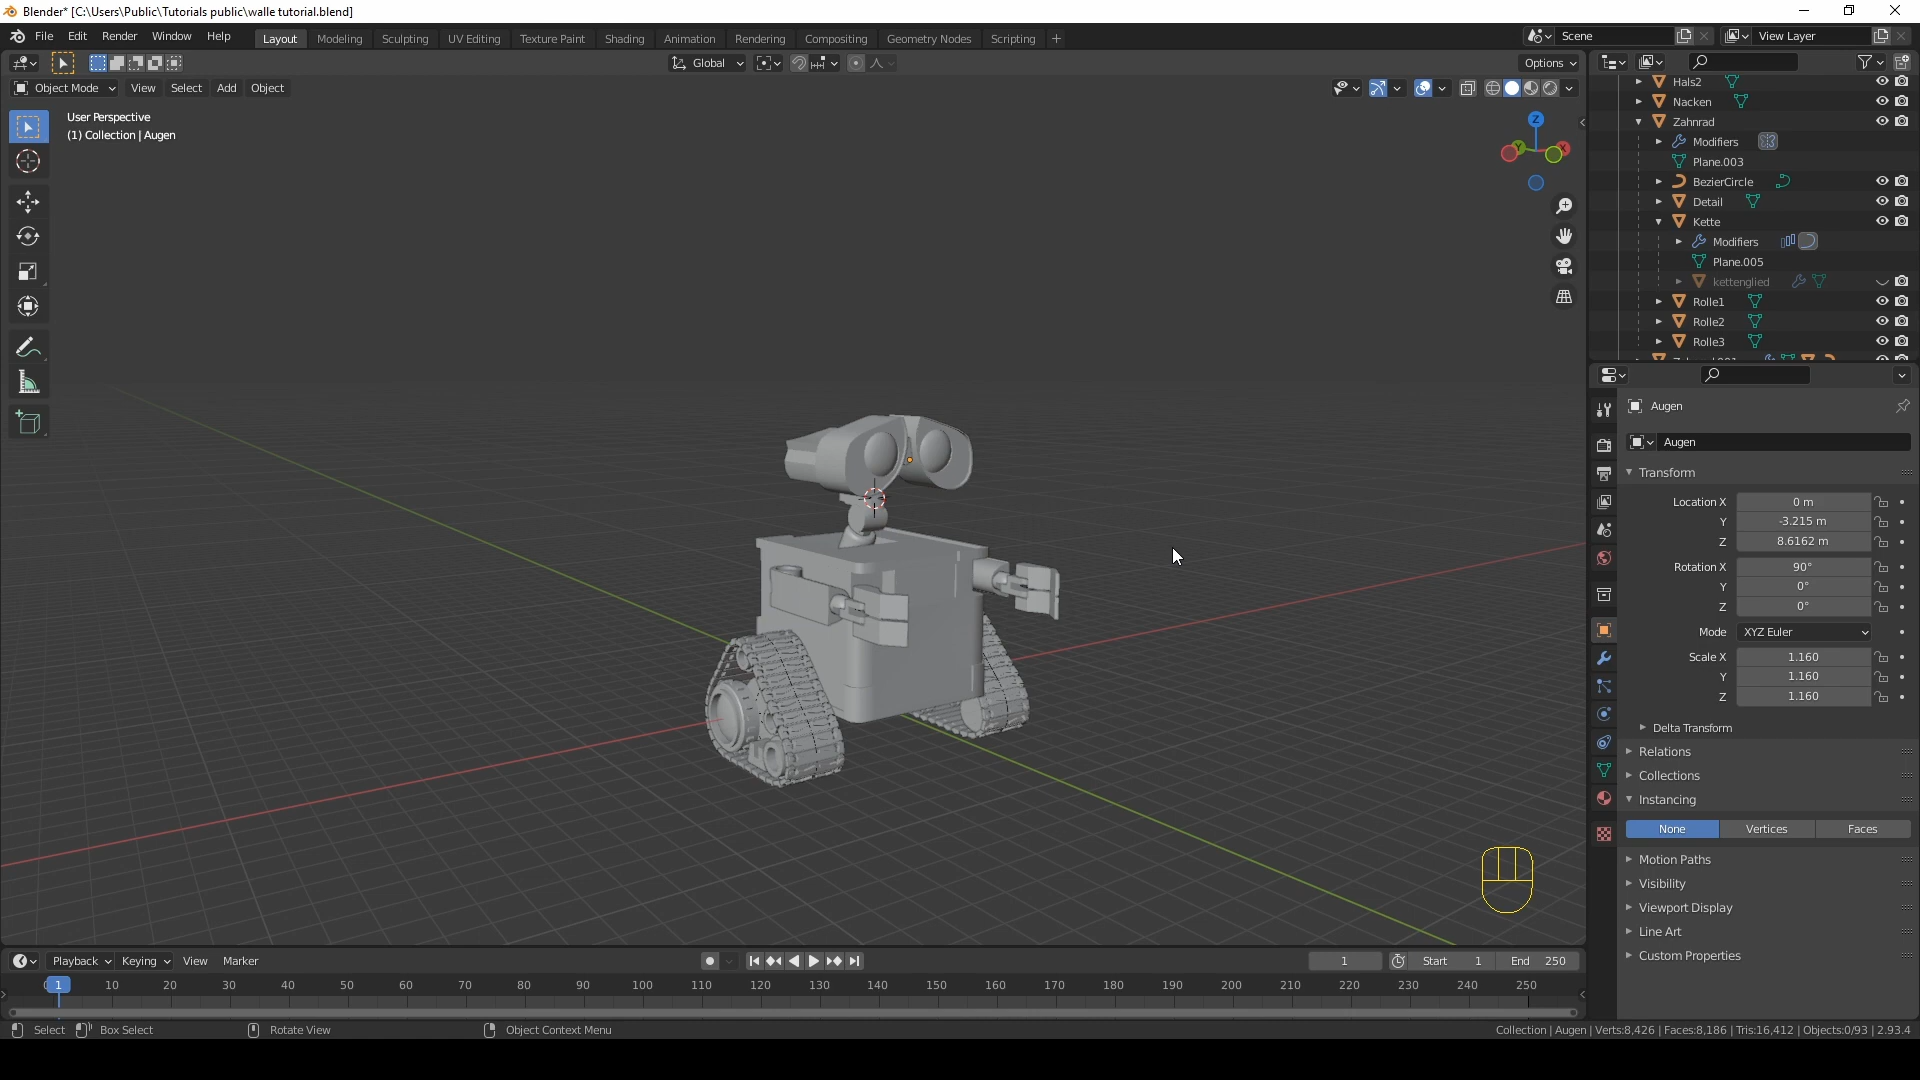 Blender* [C:\Users\Public\Tutorials public\walle tutorial.blend]
File Edit Render Window Help Layout Modeling Sculpting UV Editing Texture Paint Shading Animation Rendering Compositing Geometry Nodes Scripting + Scene View Layer
Global Options
Object Mode View Select Add Object
User Perspective
(1) Collection | Augen
Z
Y
X
Hals2
Nacken
Zahnrad
Modifiers
Plane.003
BezierCircle
Detail
Kette
Modifiers
Plane.005
kettenglied
Rolle1
Rolle2
Rolle3
Augen
Augen
Transform
Location X 0 m
Y -3.215 m
Z 8.6162 m
Rotation X 90°
Y 0°
Z 0°
Mode XYZ Euler
Scale X 1.160
Y 1.160
Z 1.160
Delta Transform
Relations
Collections
Instancing
None Vertices Faces
Motion Paths
Visibility
Viewport Display
Line Art
Custom Properties
Playback Keying View Marker 1 Start 1 End 250
1 10 20 30 40 50 60 70 80 90 100 110 120 130 140 150 160 170 180 190 200 210 220 230 240 250
Select Box Select Rotate View Object Context Menu Collection | Augen | Verts:8,426 | Faces:8,186 | Tris:16,412 | Objects:0/93 | 2.93.4